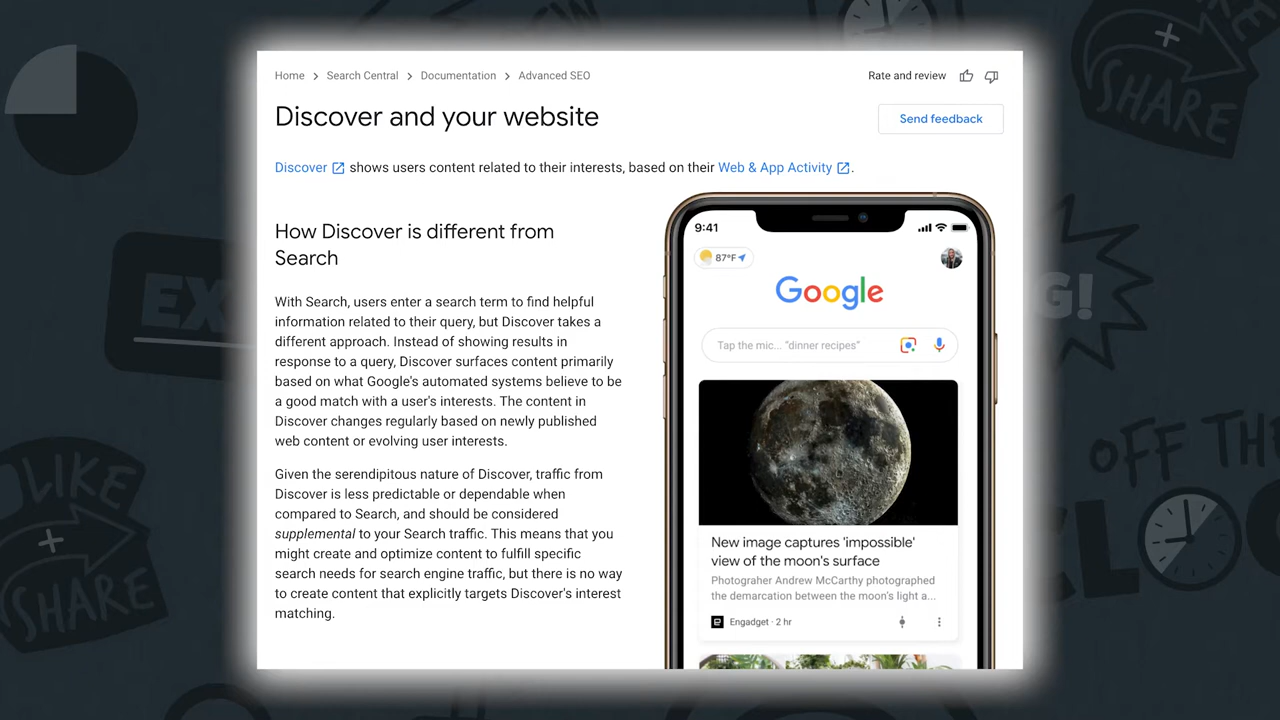 Home > Search Central > Documentation > Advanced SEO
Rate and review
Discover and your website
Send feedback
Discover shows users content related to their interests, based on their Web & App Activity.
How Discover is different from
Search
With Search, users enter a search term to find helpful
information related to their query, but Discover takes a
different approach. Instead of showing results in
response to a query, Discover surfaces content primarily
based on what Google's automated systems believe to be
a good match with a user's interests. The content in
Discover changes regularly based on newly published
web content or evolving user interests.
Given the serendipitous nature of Discover, traffic from
Discover is less predictable or dependable when
compared to Search, and should be considered
supplemental to your Search traffic. This means that you
might create and optimize content to fulfill specific
search needs for search engine traffic, but there is no way
to create content that explicitly targets Discover's interest
matching.
9:41
87°F
Google
Tap the mic... "dinner recipes"
New image captures 'impossible'
view of the moon's surface
Photograher Andrew McCarthy photographed
the demarcation between the moon's light a...
Engadget · 2 hr
SHARE
EX
G!
LIKE
+
SHARE
OFF THE
CLOC